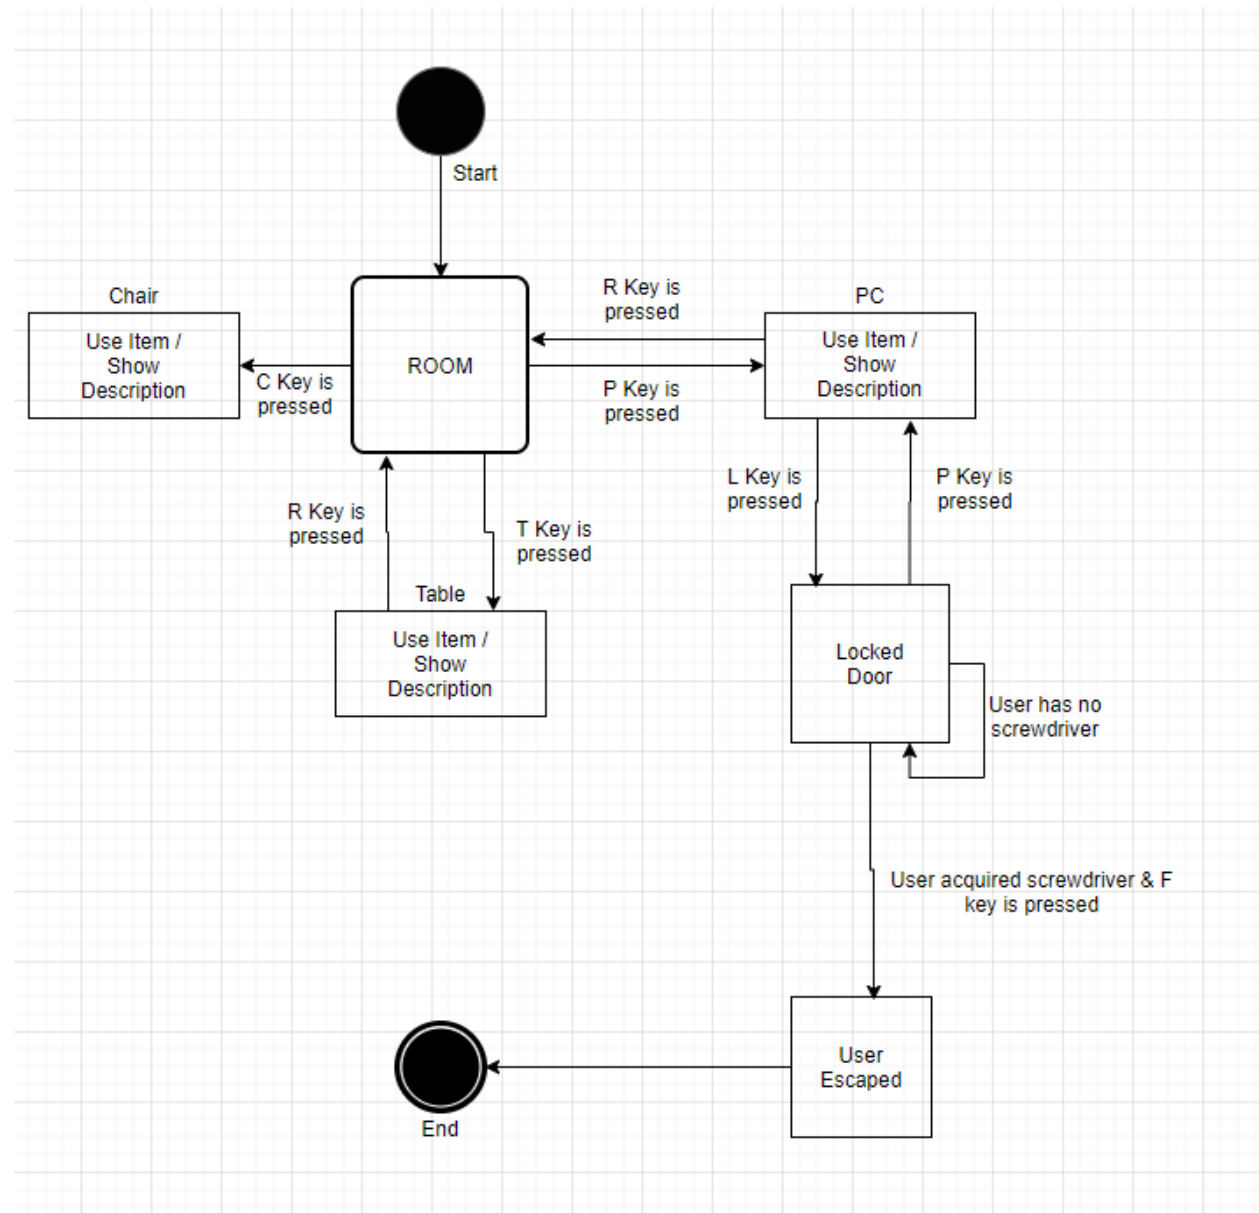 Start
R Key is
pressed
Chair
PC
Use Item /
Show
Description
ROOM
Use Item /
Show
Description
C Key is
pressed
P Key is
pressed
L Key is
pressed
P Key is
pressed
R Key is
pressed
T Key is
pressed
Table
Use Item /
Show
Description
Locked
Door
User has no
screwdriver
User acquired screwdriver & F
key is pressed
User
Escaped
End